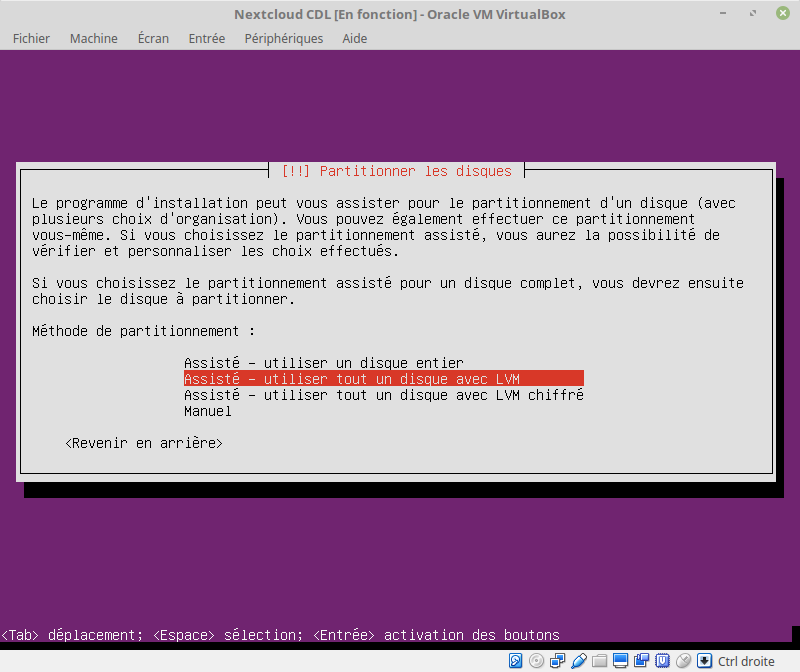 Nextcloud CDL [En fonction] - Oracle VM VirtualBox
Fichier Machine Écran Entrée Périphériques Aide
[!!] Partitionner les disques
Le programme d'installation peut vous assister pour le partitionnement d'un disque (avec
plusieurs choix d'organisation). Vous pouvez également effectuer ce partitionnement
vous-même. Si vous choisissez le partitionnement assisté, vous aurez la possibilité de
vérifier et personnaliser les choix effectués.
Si vous choisissez le partitionnement assisté pour un disque complet, vous devrez ensuite
choisir le disque à partitionner.
Méthode de partitionnement :
Assisté - utiliser un disque entier
Assisté - utiliser tout un disque avec LVM
Assisté - utiliser tout un disque avec LVM chiffré
Manuel
<Revenir en arrière>
<Tab> déplacement; <Espace> sélection; <Entrée> activation des boutons
Ctrl droite